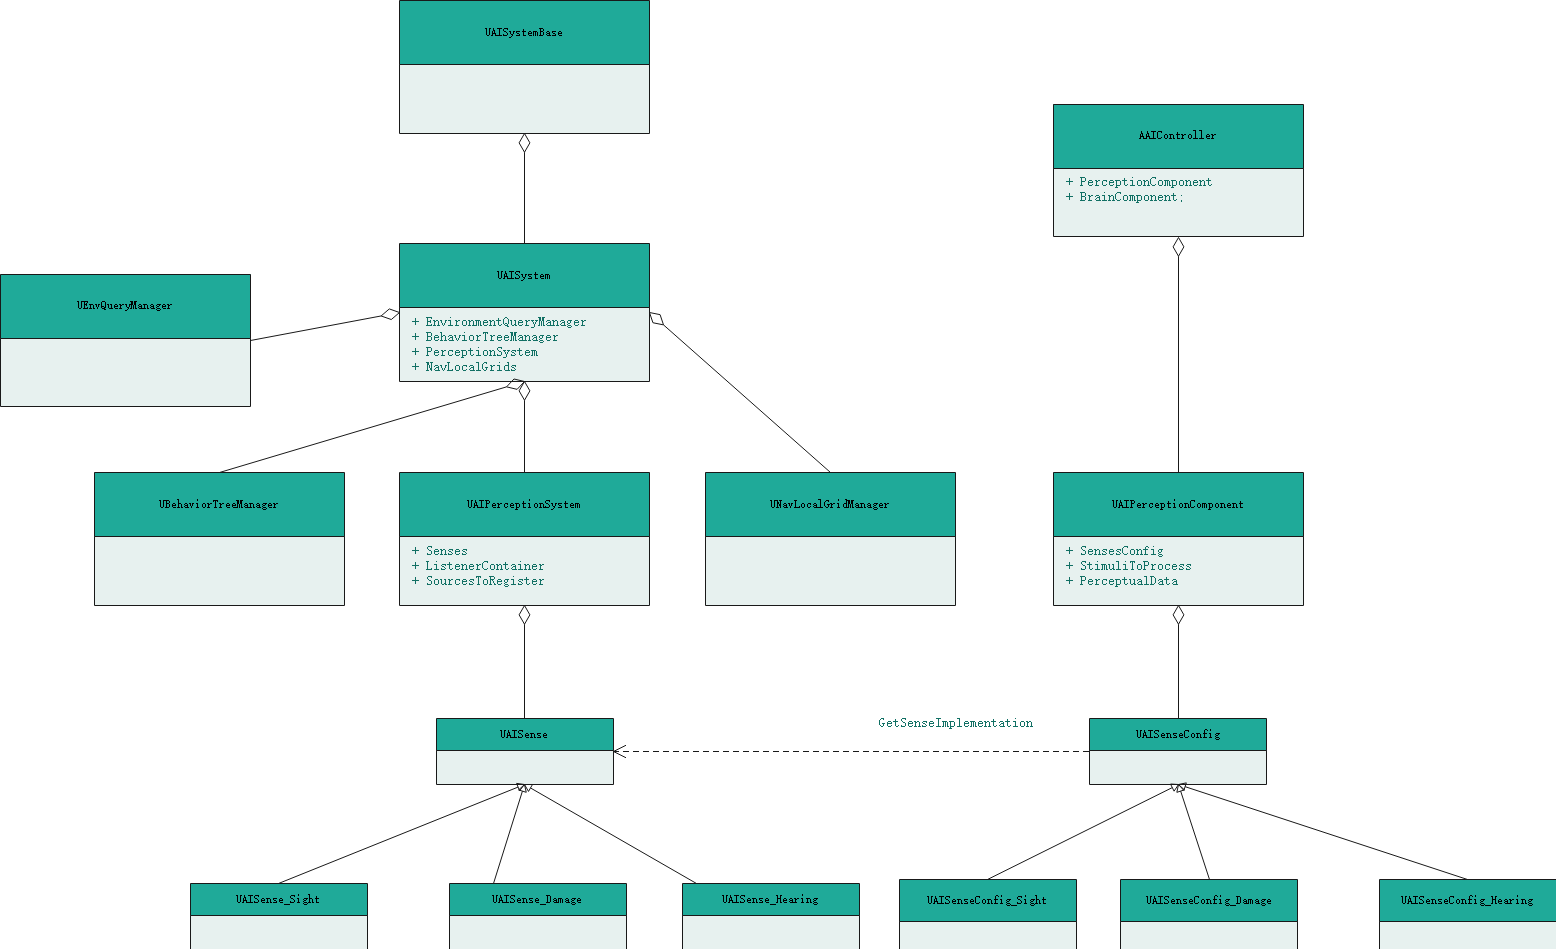 UAISystemBase
AAIController
+ PerceptionComponent
+ BrainComponent;
UAISystem
+ EnvironmentQueryManager
+ BehaviorTreeManager
+ PerceptionSystem
+ NavLocalGrids
UEnvQueryManager
UBehaviorTreeManager
UAIPerceptionSystem
+ Senses
+ ListenerContainer
+ SourcesToRegister
UNavLocalGridManager
UAIPerceptionComponent
+ SensesConfig
+ StimuliToProcess
+ PerceptualData
GetSenseImplementation
UAISense
UAISenseConfig
UAISense_Sight
UAISense_Damage
UAISense_Hearing
UAISenseConfig_Sight
UAISenseConfig_Damage
UAISenseConfig_Hearing